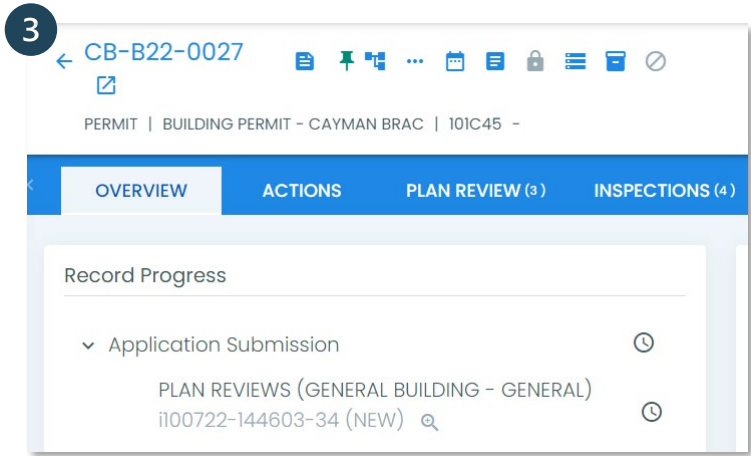 3
CB-B22-0027
PERMIT | BUILDING PERMIT - CAYMAN BRAC | 101C45 -
OVERVIEW ACTIONS PLAN REVIEW (3) INSPECTIONS (4)
Record Progress
Application Submission
PLAN REVIEWS (GENERAL BUILDING - GENERAL)
i100722-144603-34 (NEW)